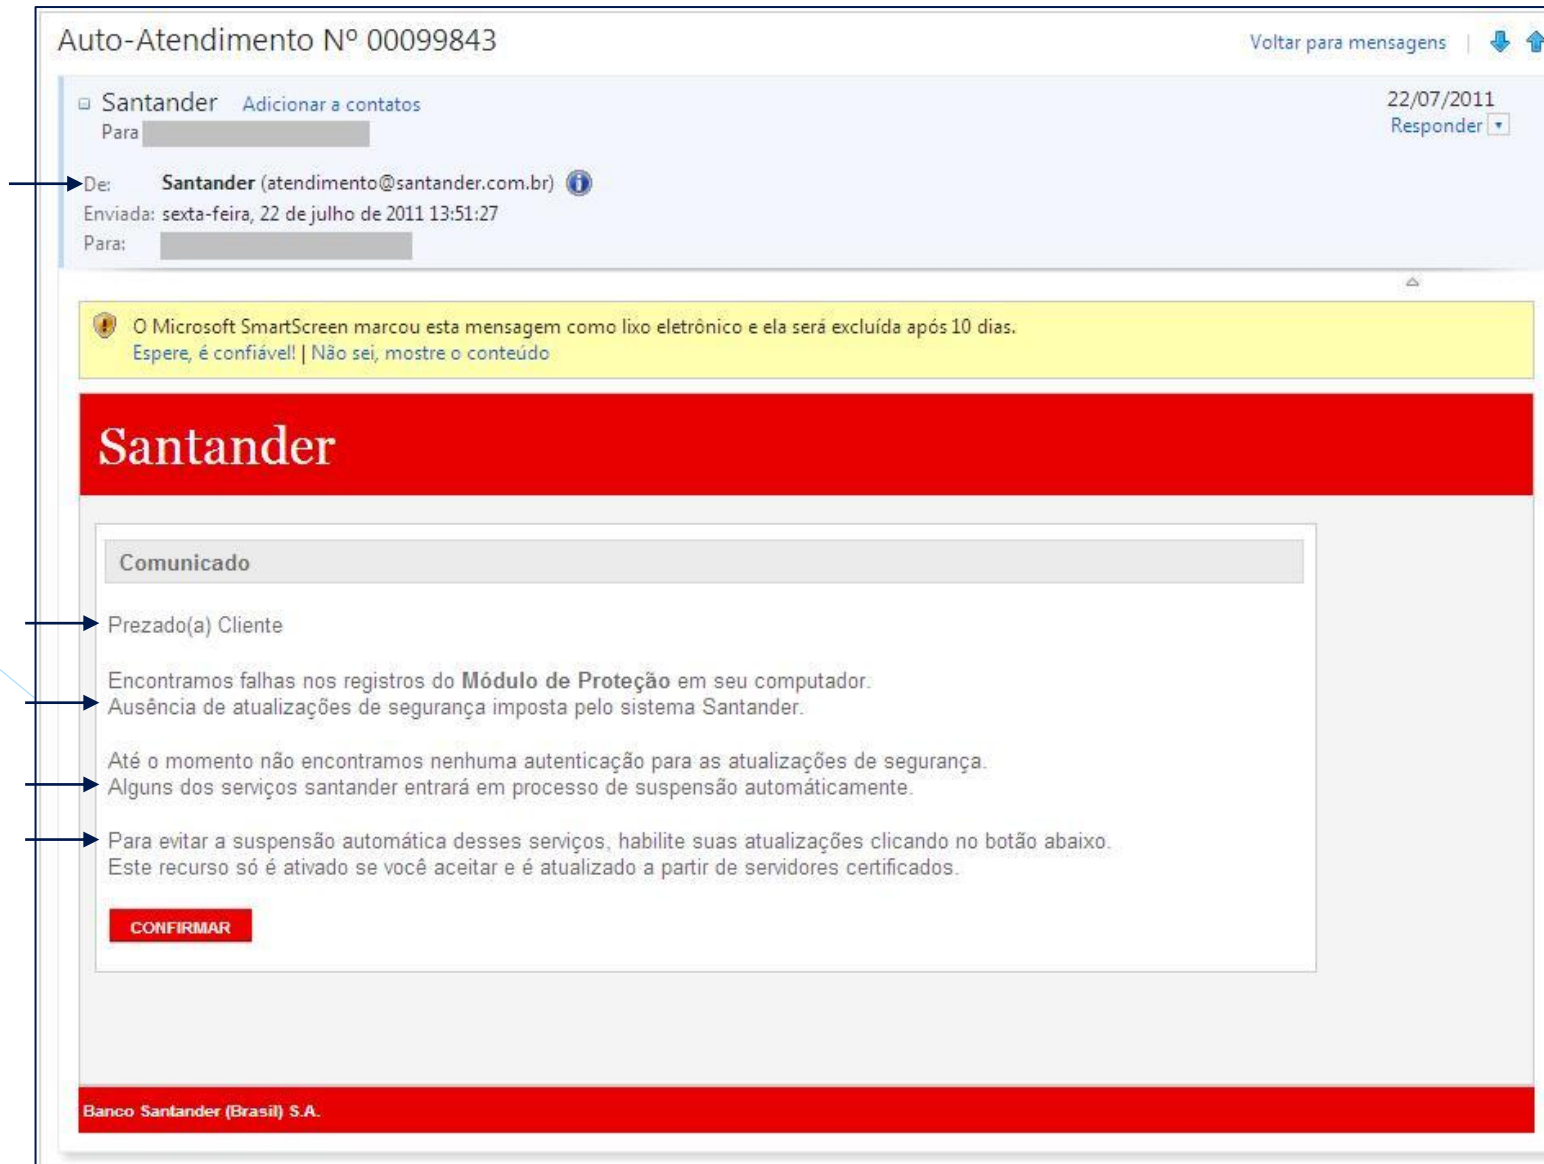 Auto-Atendimento Nº 00099843
Voltar para mensagens |
Santander Adicionar a contatos
22/07/2011
Para
Responder
De: Santander (atendimento@santander.com.br)
Enviada: sexta-feira, 22 de julho de 2011 13:51:27
Para:
O Microsoft SmartScreen marcou esta mensagem como lixo eletrônico e ela será excluída após 10 dias.
Espere, é confiável! | Não sei, mostre o conteúdo
Santander
Comunicado
Prezado(a) Cliente
Encontramos falhas nos registros do Módulo de Proteção em seu computador.
Ausência de atualizações de segurança imposta pelo sistema Santander.
Até o momento não encontramos nenhuma autenticação para as atualizações de segurança.
Alguns dos serviços santander entrará em processo de suspensão automáticamente.
Para evitar a suspensão automática desses serviços, habilite suas atualizações clicando no botão abaixo.
Este recurso só é ativado se você aceitar e é atualizado a partir de servidores certificados.
CONFIRMAR
Banco Santander (Brasil) S.A.